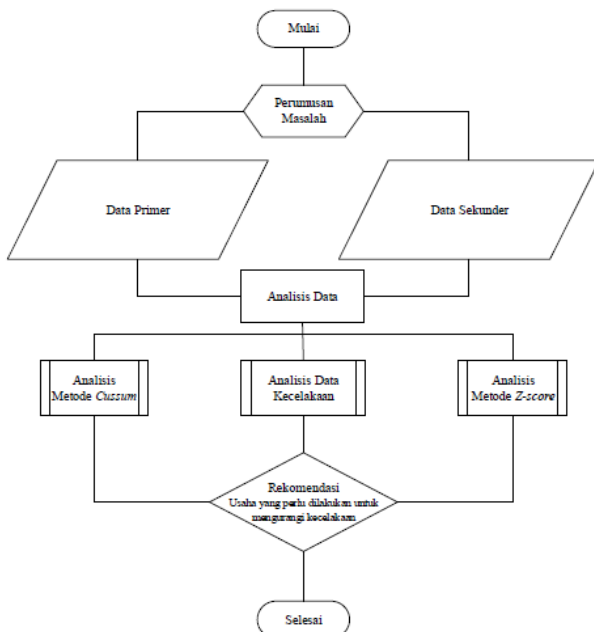 Mulai
Perumusan
Masalah
Data Primer
Data Sekunder
Analisis Data
Analisis
Metode Cussum
Analisis Data
Kecelakaan
Analisis
Metode Z-score
Rekomendasi
Usaha yang perlu dilakukan untuk
mengurangi kecelakaan
Selesai